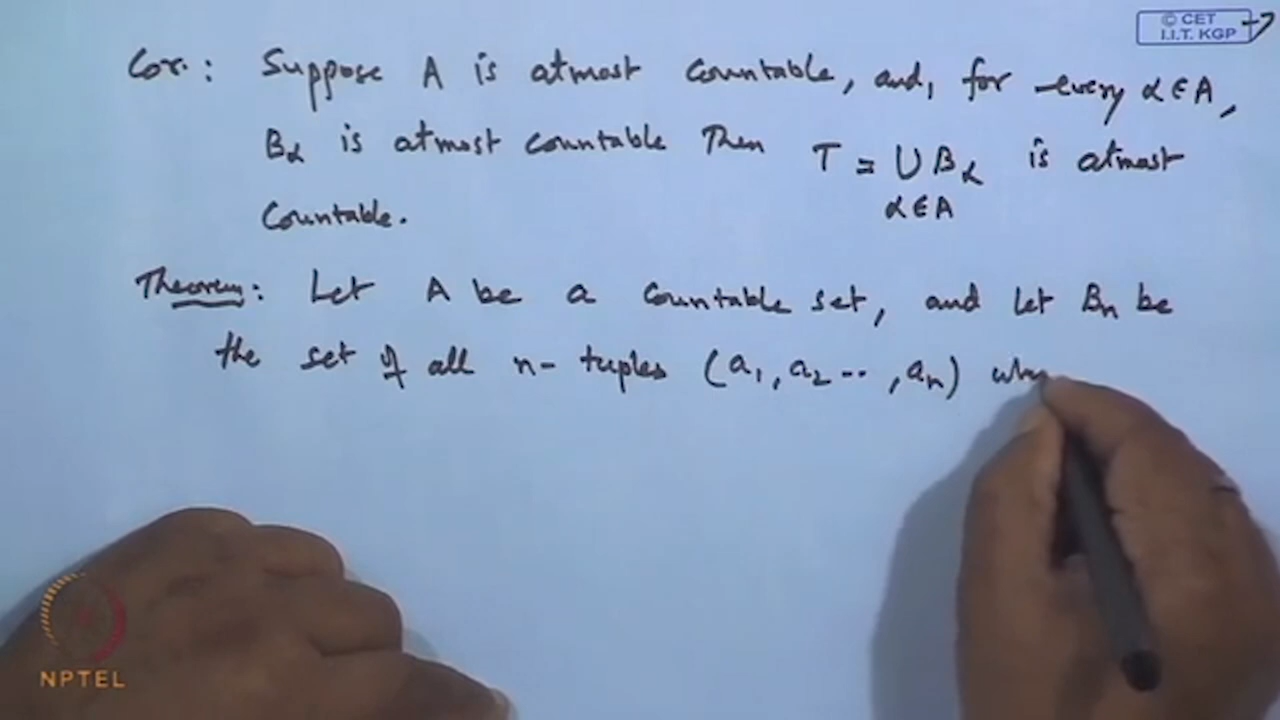 © CET
I.I.T. KGP
Cor.: Suppose A is atmost Countable, and, for every α∈A,
Bα is atmost countable Then T = ∪ Bα is atmost
α∈A
Countable.
Theorem: Let A be a Countable set, and let Bn be
the set of all n-tuples (a1, a2 --, an)
NPTEL